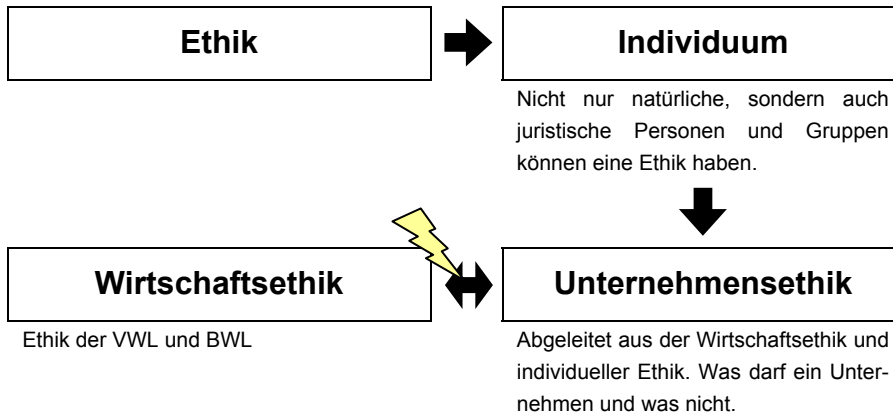 Ethik
Individuum
Nicht nur natürliche, sondern auch
juristische Personen und Gruppen
können eine Ethik haben.
Wirtschaftsethik
Unternehmensethik
Ethik der VWL und BWL
Abgeleitet aus der Wirtschaftsethik und
individueller Ethik. Was darf ein Unter-
nehmen und was nicht.